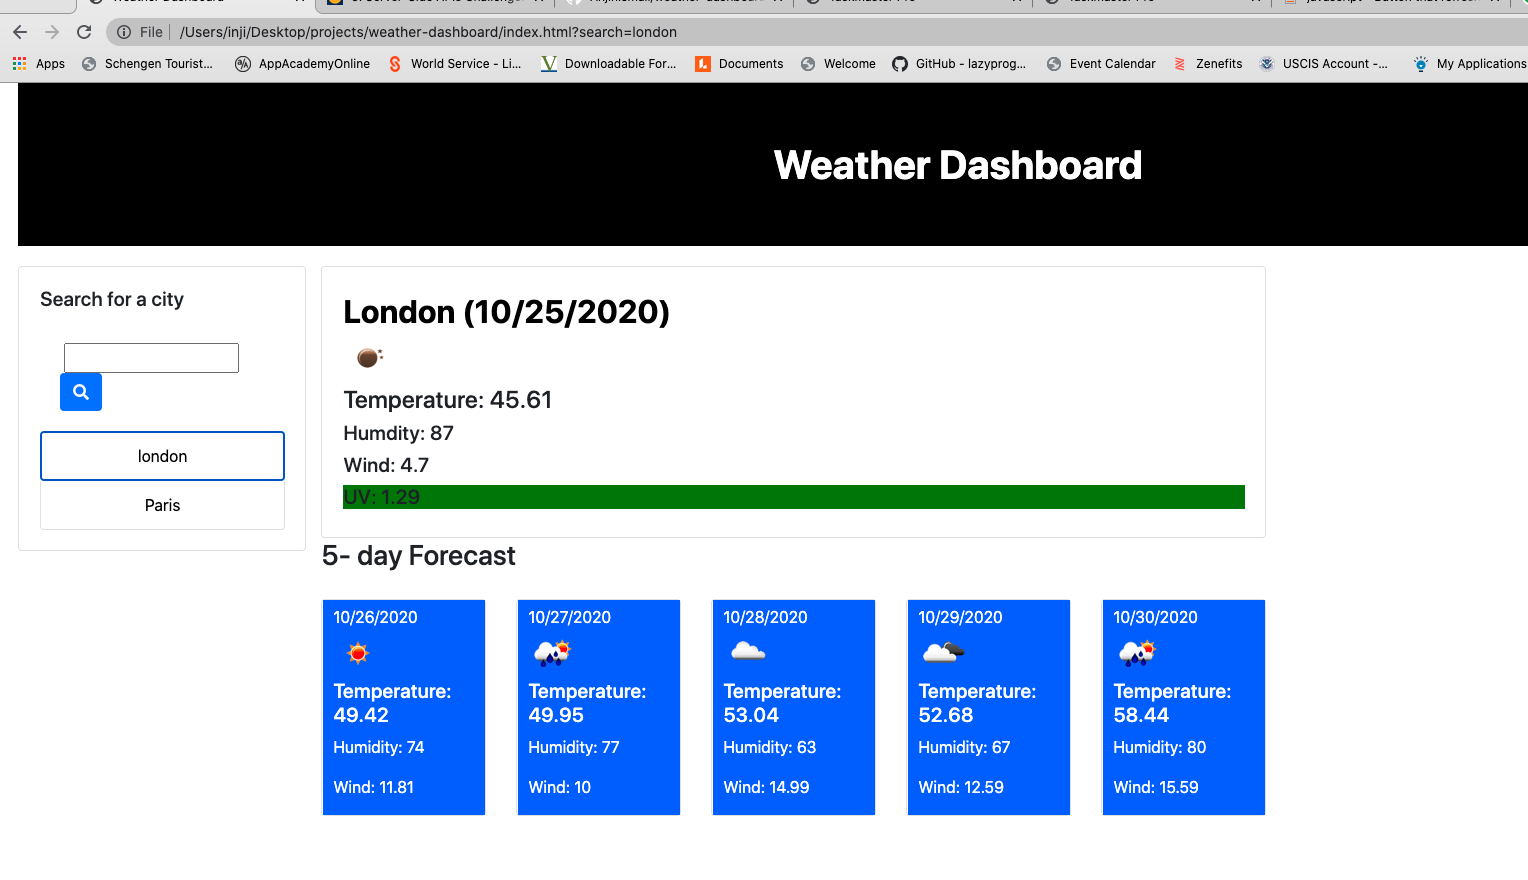 File | /Users/inji/Desktop/projects/weather-dashboard/index.html?search=london
Apps Schengen Tourist... AppAcademyOnline World Service - Li... Downloadable For... Documents Welcome GitHub - lazyprog... Event Calendar Zenefits USCIS Account -... My Applications
Weather Dashboard
Search for a city
london
Paris
London (10/25/2020)
Temperature: 45.61
Humdity: 87
Wind: 4.7
UV: 1.29
5- day Forecast
10/26/2020
Temperature:
49.42
Humidity: 74
Wind: 11.81
10/27/2020
Temperature:
49.95
Humidity: 77
Wind: 10
10/28/2020
Temperature:
53.04
Humidity: 63
Wind: 14.99
10/29/2020
Temperature:
52.68
Humidity: 67
Wind: 12.59
10/30/2020
Temperature:
58.44
Humidity: 80
Wind: 15.59